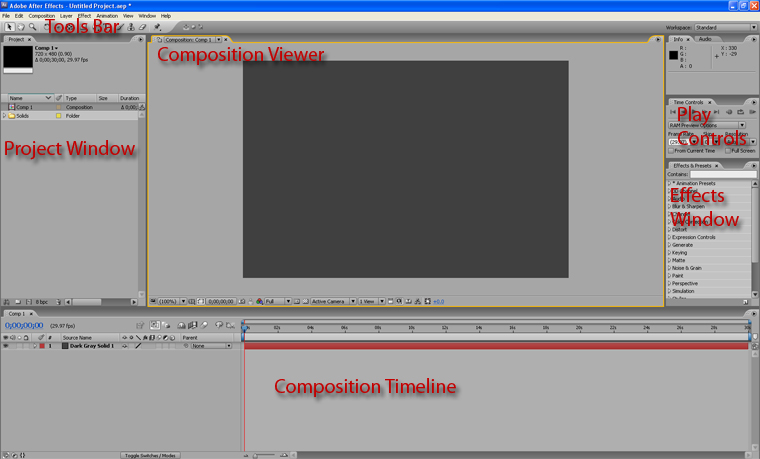 Adobe After Effects - Untitled Project.aep *
File Edit Composition Layer Effect Animation View Window Help
Tools Bar
Workspace: Standard
Project
Comp 1
720 x 480 (0.90)
Δ 0;00;30;00, 29.97 fps
Name Type Size Duration
Comp 1 Composition
Solids Folder
Project Window
8 bpc
Composition: Comp 1
Composition Viewer
(100%) 0;00;00;00 Full Active Camera 1 View +0.0
Info Audio
R : X : 330
G : Y : -29
B :
A : 0
Time Controls
Play Controls
RAM Preview Options
Frame Rate Skip Resolution
From Current Time Full Screen
Effects & Presets
Contains:
* Animation Presets
Effects Window
Blur & Sharpen
Distort
Expression Controls
Generate
Keying
Matte
Noise & Grain
Paint
Perspective
Simulation
Comp 1
0;00;00;00 (29.97 fps)
02s 04s 06s 08s 10s 12s 14s 16s 18s 20s 22s 24s 26s 28s 30s
# Source Name Parent
1 Dark Gray Solid 1 None
Composition Timeline
Toggle Switches / Modes